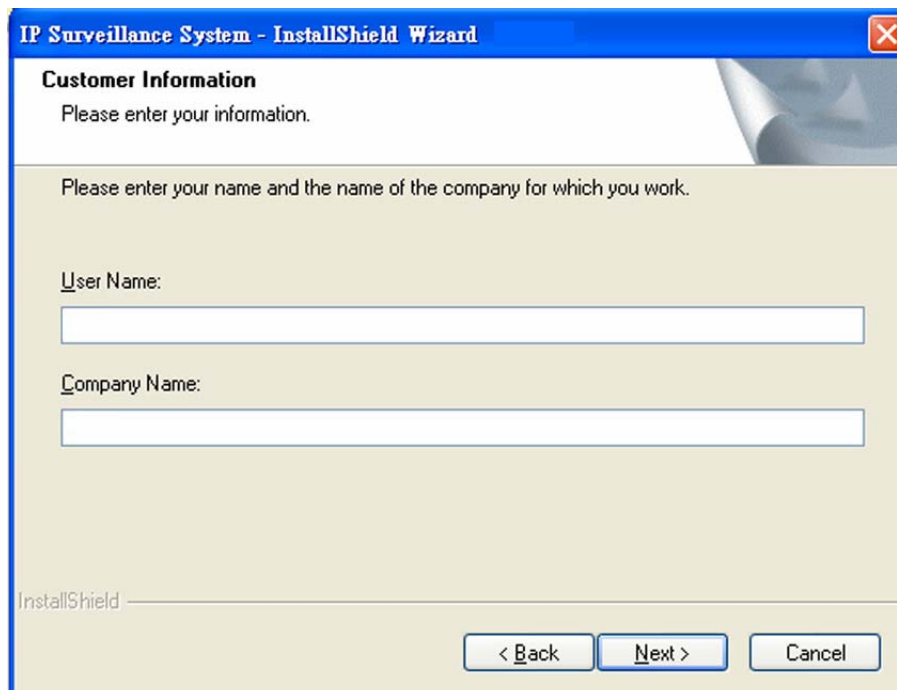 IP Surveillance System - InstallShield Wizard
Customer Information
Please enter your information.
Please enter your name and the name of the company for which you work.
User Name:
Company Name:
InstallShield
< Back
Next >
Cancel